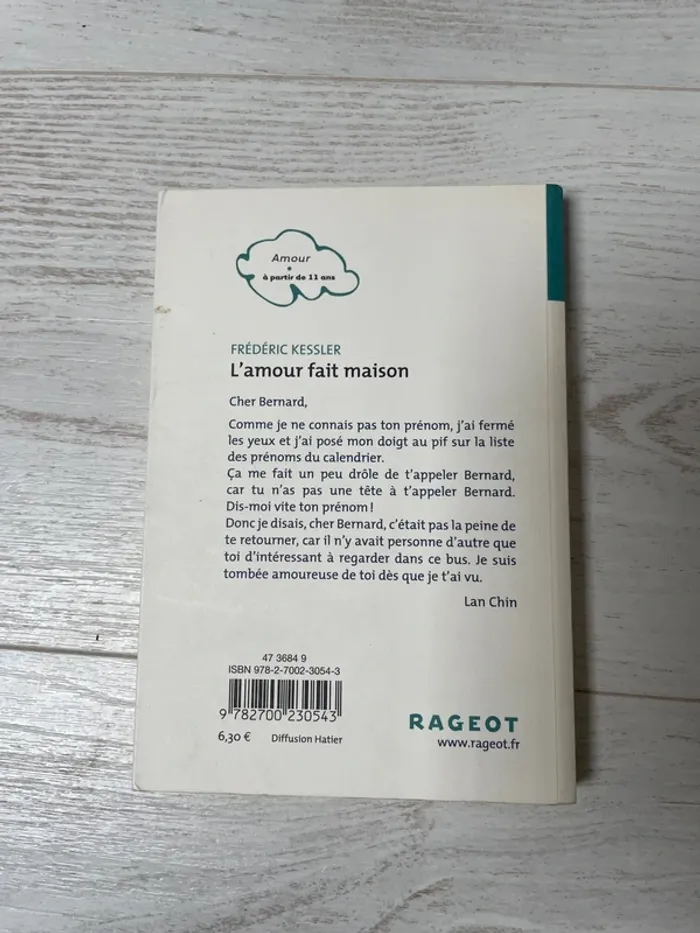 Amour
•
à partir de 11 ans
FRÉDÉRIC KESSLER
L'amour fait maison
Cher Bernard,
Comme je ne connais pas ton prénom, j'ai fermé
les yeux et j'ai posé mon doigt au pif sur la liste
des prénoms du calendrier.
Ça me fait un peu drôle de t'appeler Bernard,
car tu n'as pas une tête à t'appeler Bernard.
Dis-moi vite ton prénom !
Donc je disais, cher Bernard, c'était pas la peine de
te retourner, car il n'y avait personne d'autre que
toi d'intéressant à regarder dans ce bus. Je suis
tombée amoureuse de toi dès que je t'ai vu.
Lan Chin
47 3684 9
ISBN 978-2-7002-3054-3
9 782700 230543
6,30 € Diffusion Hatier
RAGEOT
www.rageot.fr